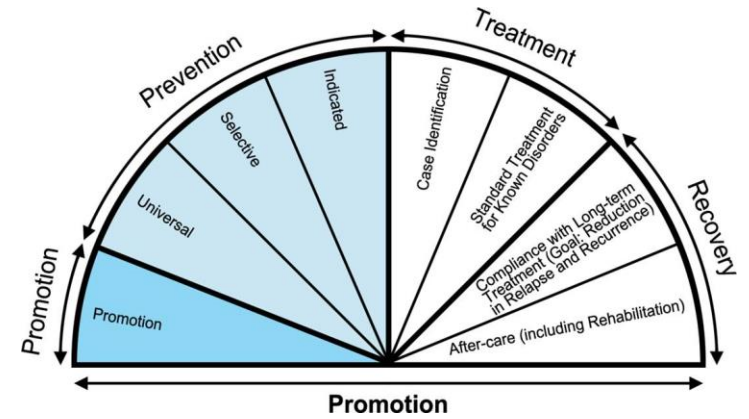 Prevention
Treatment
Promotion
Recovery
Promotion
Universal
Selective
Indicated
Case Identification
Standard Treatment
for Known Disorders
Compliance with Long-term
Treatment (Goal: Reduction
in Relapse and Recurrence)
After-care (including Rehabilitation)
Promotion